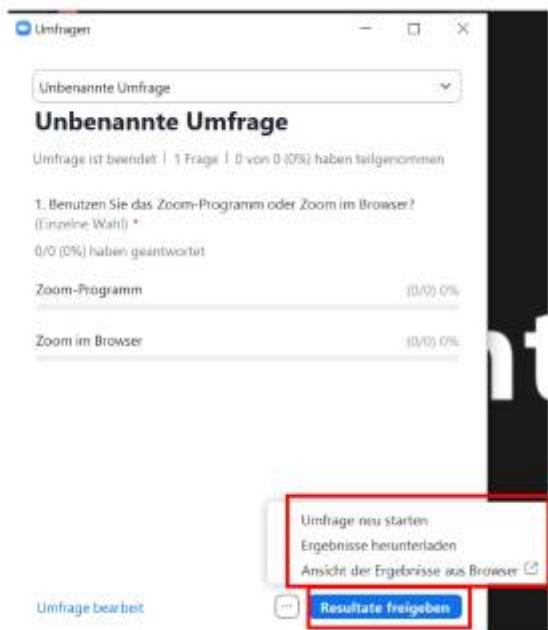 Umfragen
Unbenannte Umfrage
Unbenannte Umfrage
Umfrage ist beendet | 1 Frage | 0 von 0 (0%) haben teilgenommen
1. Benutzen Sie das Zoom-Programm oder Zoom im Browser?
(Einzelne Wahl) *
0/0 (0%) haben geantwortet
Zoom-Programm (0/0) 0%
Zoom im Browser (0/0) 0%
nt
Umfrage neu starten
Ergebnisse herunterladen
Ansicht der Ergebnisse aus Browser
Umfrage bearbeit ... Resultate freigeben